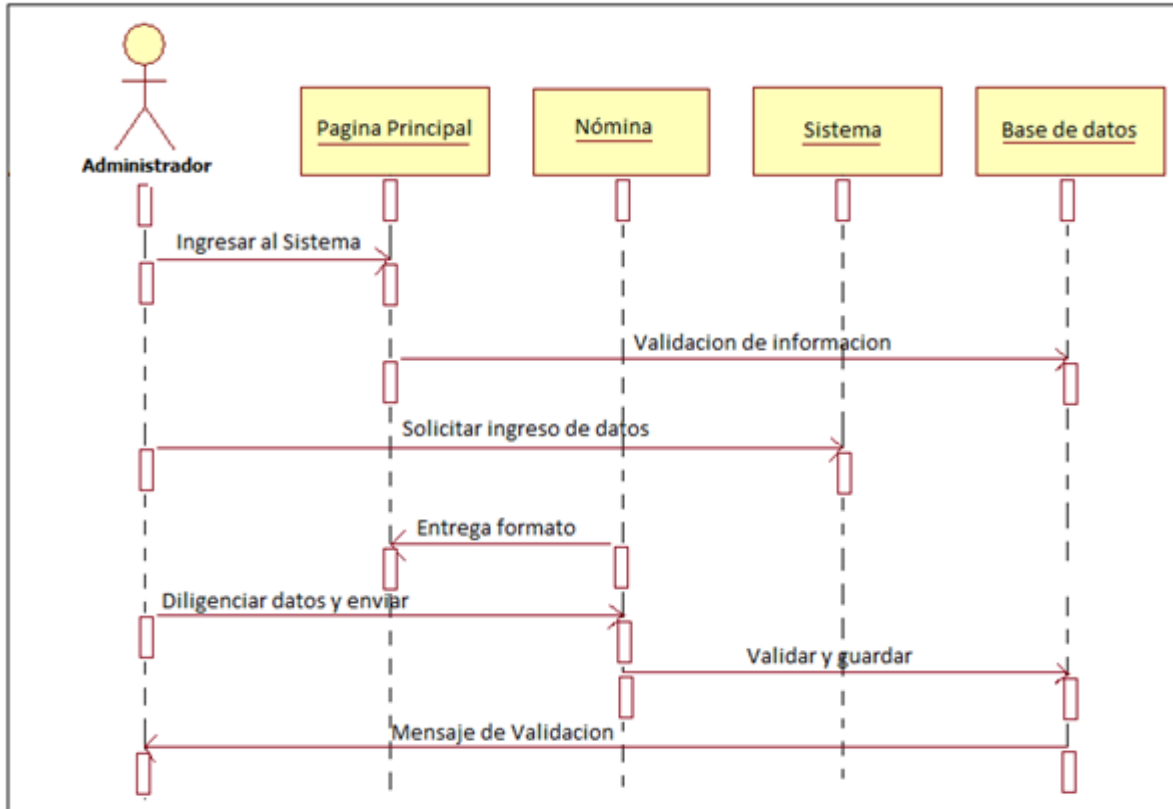 Administrador
Pagina Principal
Nómina
Sistema
Base de datos
Ingresar al Sistema
Validacion de informacion
Solicitar ingreso de datos
Entrega formato
Diligenciar datos y enviar
Validar y guardar
Mensaje de Validacion